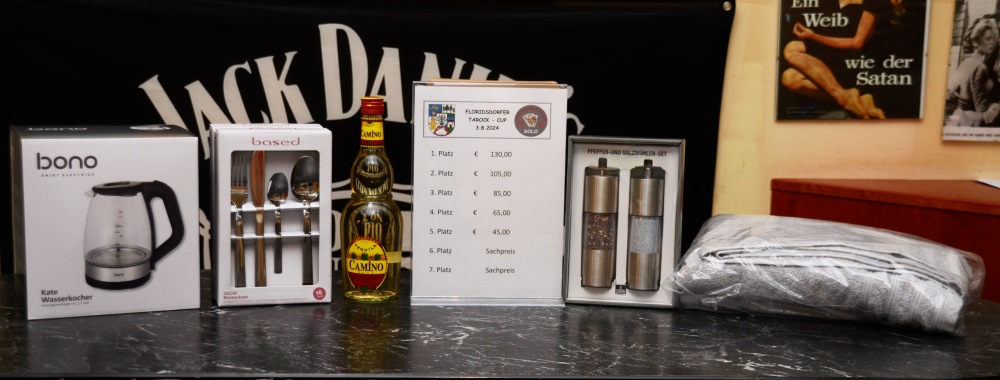 JACK DANIEL'S
Ein
Weib
wie der
Satan
bono
ENJOY ELECTRICS
Kate
Wasserkocher
based
16
CAMINO
PIO
TEQUILA
CAMINO
FLORIDSDORFER
TAROCK - CUP
3.8.2024
SOLO
1. Platz € 130,00
2. Platz € 105,00
3. Platz € 85,00
4. Platz € 65,00
5. Platz € 45,00
6. Platz Sachpreis
7. Platz Sachpreis
PFEFFER-UND SALZMÜHLEN-SET